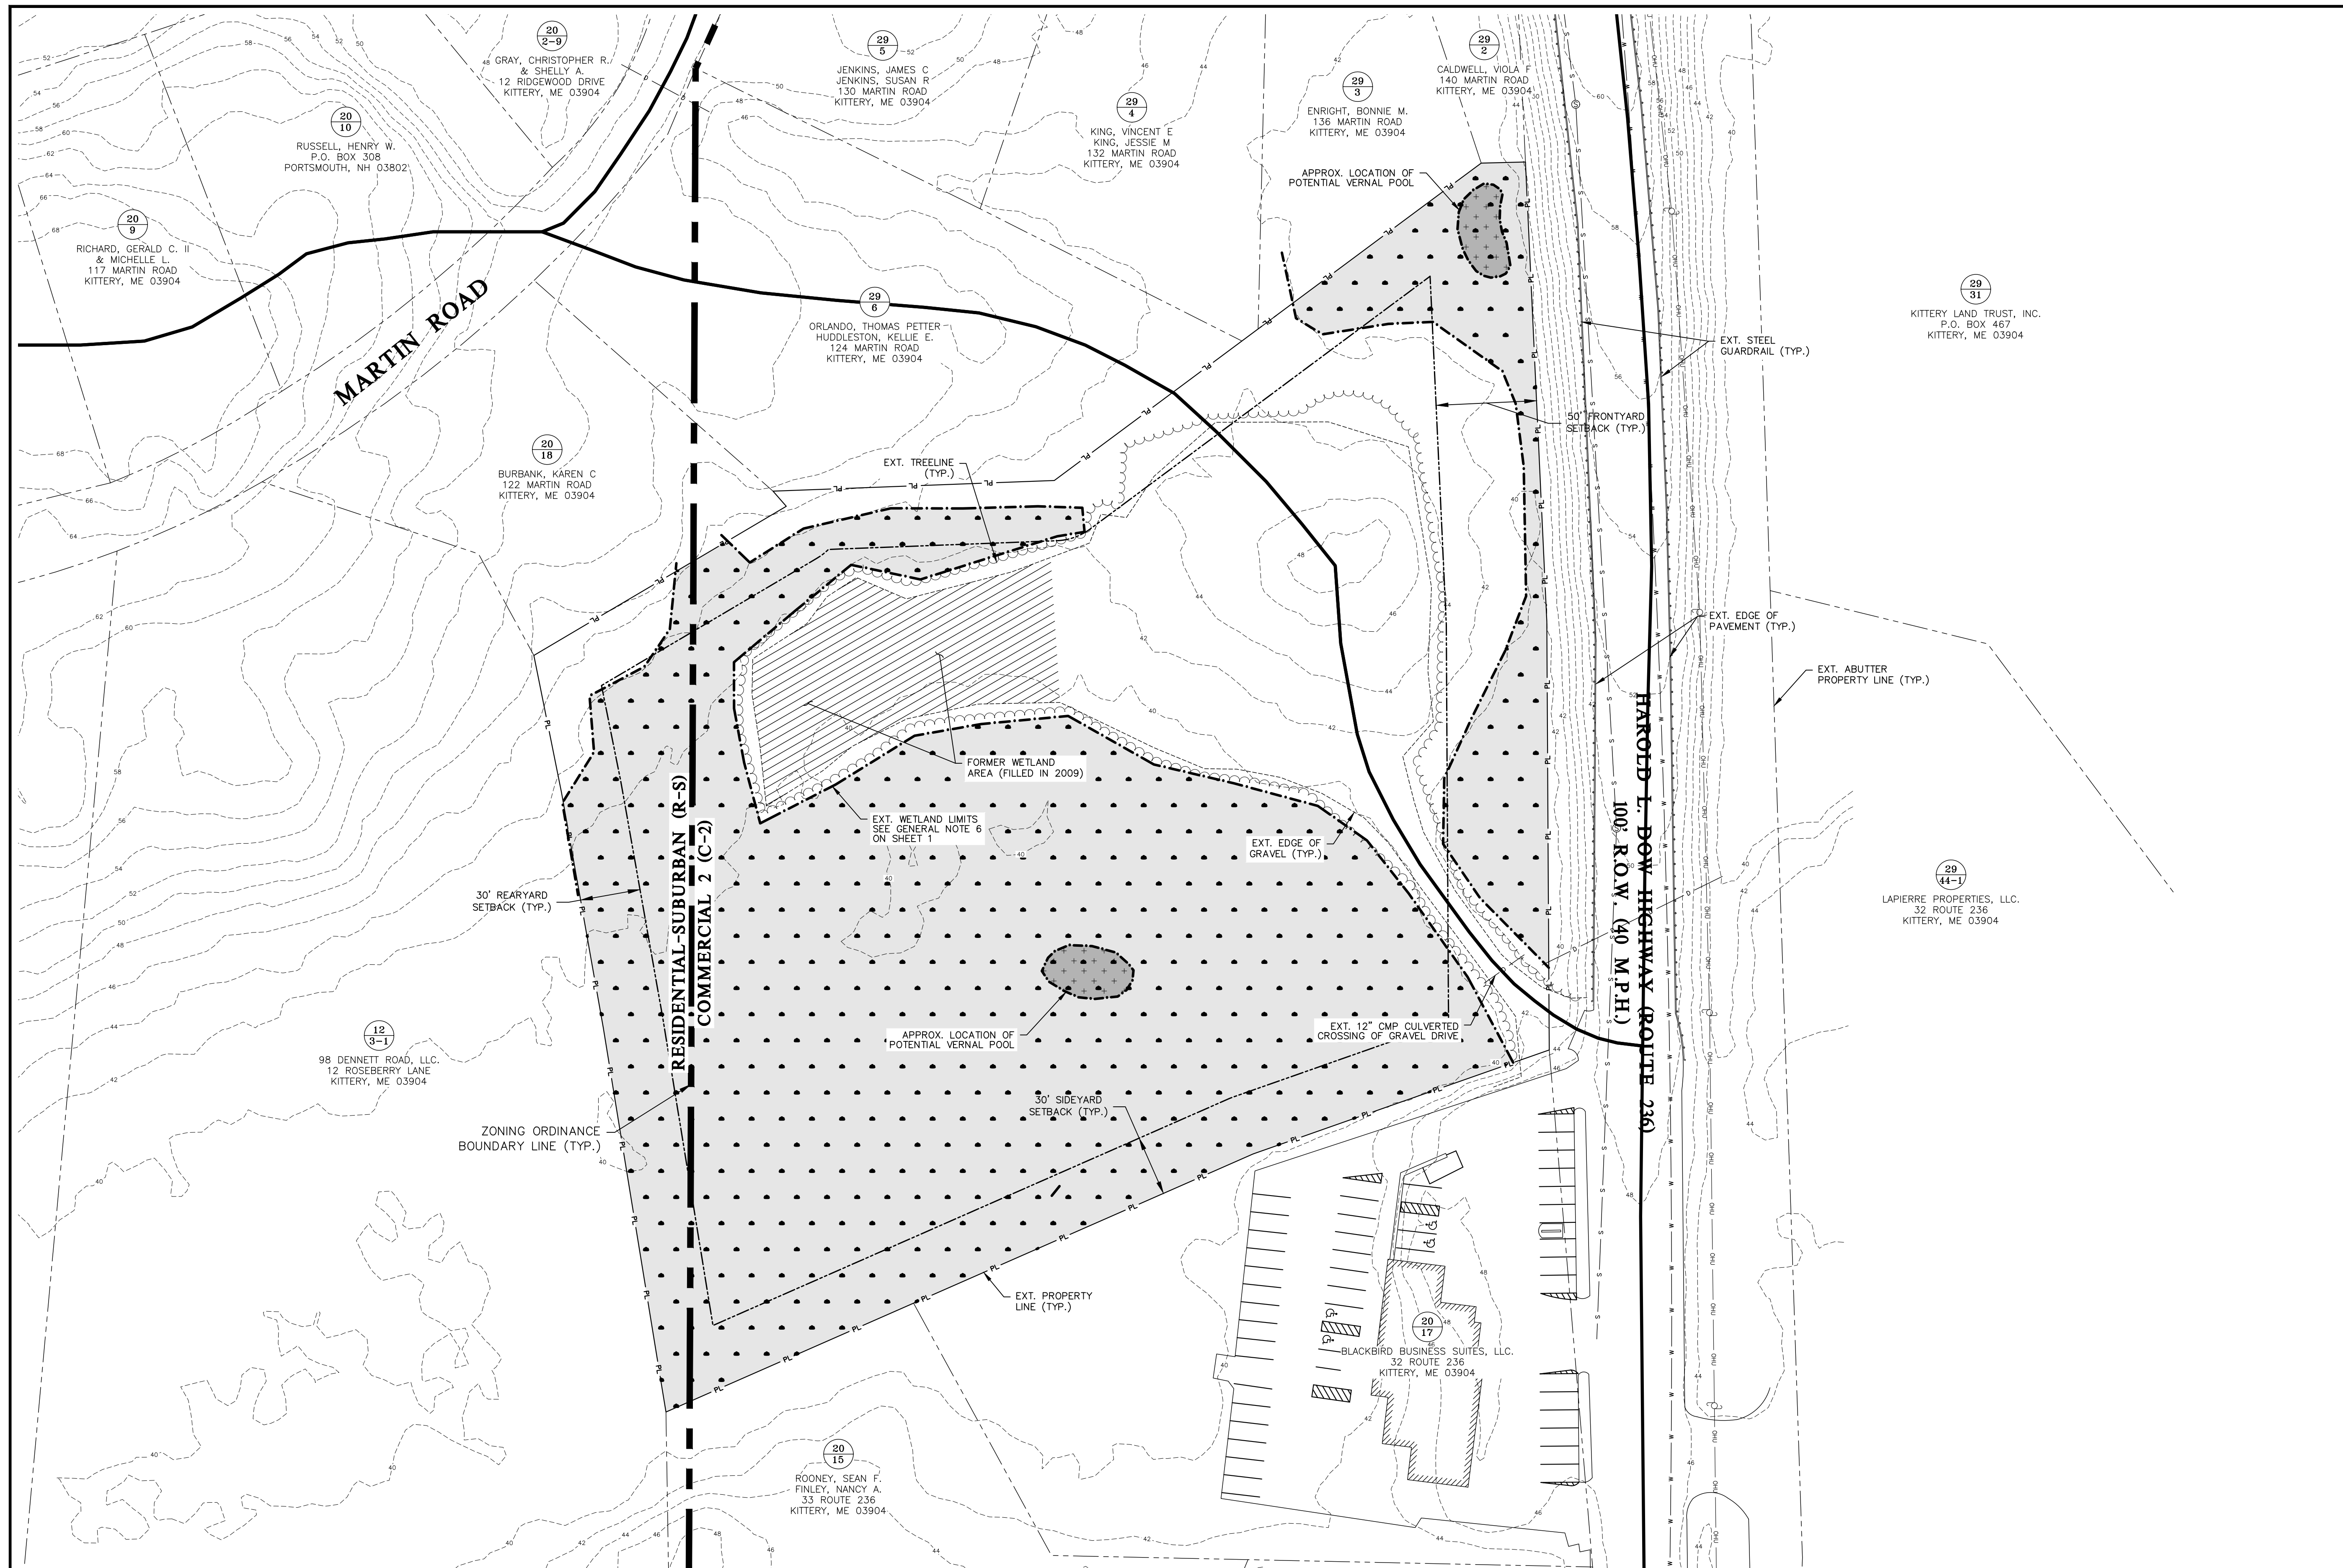 20
2-9
GRAY, CHRISTOPHER R.
& SHELLY A.
12 RIDGEWOOD DRIVE
KITTERY, ME 03904
29
5
JENKINS, JAMES C
JENKINS, SUSAN R
130 MARTIN ROAD
KITTERY, ME 03904
29
2
CALDWELL, VIOLA F
140 MARTIN ROAD
KITTERY, ME 03904
29
3
ENRIGHT, BONNIE M.
136 MARTIN ROAD
KITTERY, ME 03904
29
4
KING, VINCENT E
KING, JESSIE M
132 MARTIN ROAD
KITTERY, ME 03904
20
10
RUSSELL, HENRY W.
P.O. BOX 308
PORTSMOUTH, NH 03802
20
9
RICHARD, GERALD C. II
& MICHELLE L.
117 MARTIN ROAD
KITTERY, ME 03904
APPROX. LOCATION OF
POTENTIAL VERNAL POOL
29
31
KITTERY LAND TRUST, INC.
P.O. BOX 467
KITTERY, ME 03904
MARTIN ROAD
29
6
ORLANDO, THOMAS PETTER
HUDDLESTON, KELLIE E.
124 MARTIN ROAD
KITTERY, ME 03904
EXT. STEEL
GUARDRAIL (TYP.)
50' FRONTYARD
SETBACK (TYP.)
20
18
BURBANK, KAREN C
122 MARTIN ROAD
KITTERY, ME 03904
EXT. TREELINE
(TYP.)
EXT. EDGE OF
PAVEMENT (TYP.)
EXT. ABUTTER
PROPERTY LINE (TYP.)
FORMER WETLAND
AREA (FILLED IN 2009)
EXT. WETLAND LIMITS
SEE GENERAL NOTE 6
ON SHEET 1
EXT. EDGE OF
GRAVEL (TYP.)
30' REARYARD
SETBACK (TYP.)
RESIDENTIAL-SUBURBAN (R-S)
COMMERCIAL 2 (C-2)
HAROLD L. DOW HIGHWAY (ROUTE 236)
100' R.O.W. (40 M.P.H.)
29
44-1
LAPIERRE PROPERTIES, LLC.
32 ROUTE 236
KITTERY, ME 03904
APPROX. LOCATION OF
POTENTIAL VERNAL POOL
EXT. 12" CMP CULVERTED
CROSSING OF GRAVEL DRIVE
12
3-1
98 DENNETT ROAD, LLC.
12 ROSEBERRY LANE
KITTERY, ME 03904
ZONING ORDINANCE
BOUNDARY LINE (TYP.)
30' SIDEYARD
SETBACK (TYP.)
EXT. PROPERTY
LINE (TYP.)
20
17
BLACKBIRD BUSINESS SUITES, LLC.
32 ROUTE 236
KITTERY, ME 03904
20
15
ROONEY, SEAN F.
FINLEY, NANCY A.
33 ROUTE 236
KITTERY, ME 03904